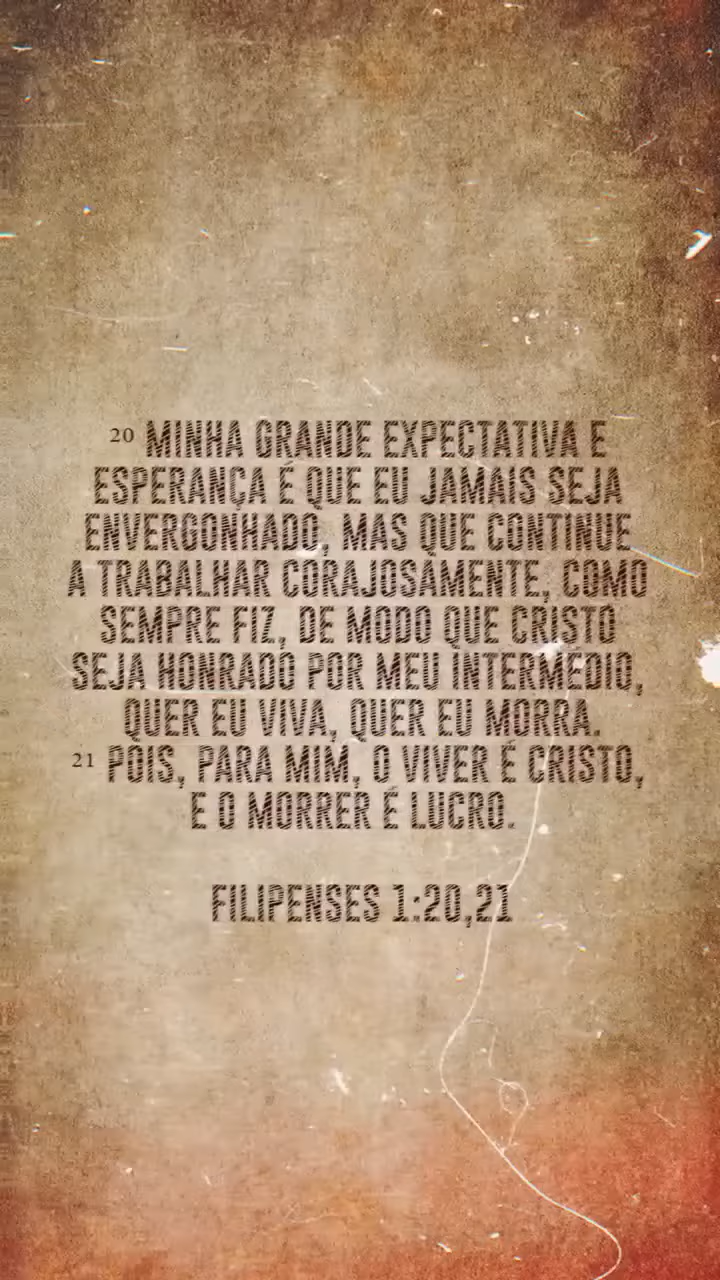 20 MINHA GRANDE EXPECTATIVA E
ESPERANÇA É QUE EU JAMAIS SEJA
ENVERGONHADO, MAS QUE CONTINUE
A TRABALHAR CORAJOSAMENTE, COMO
SEMPRE FIZ, DE MODO QUE CRISTO
SEJA HONRADO POR MEU INTERMÉDIO,
QUER EU VIVA, QUER EU MORRA.
21 POIS, PARA MIM, O VIVER É CRISTO,
E O MORRER É LUCRO.
FILIPENSES 1:20,21